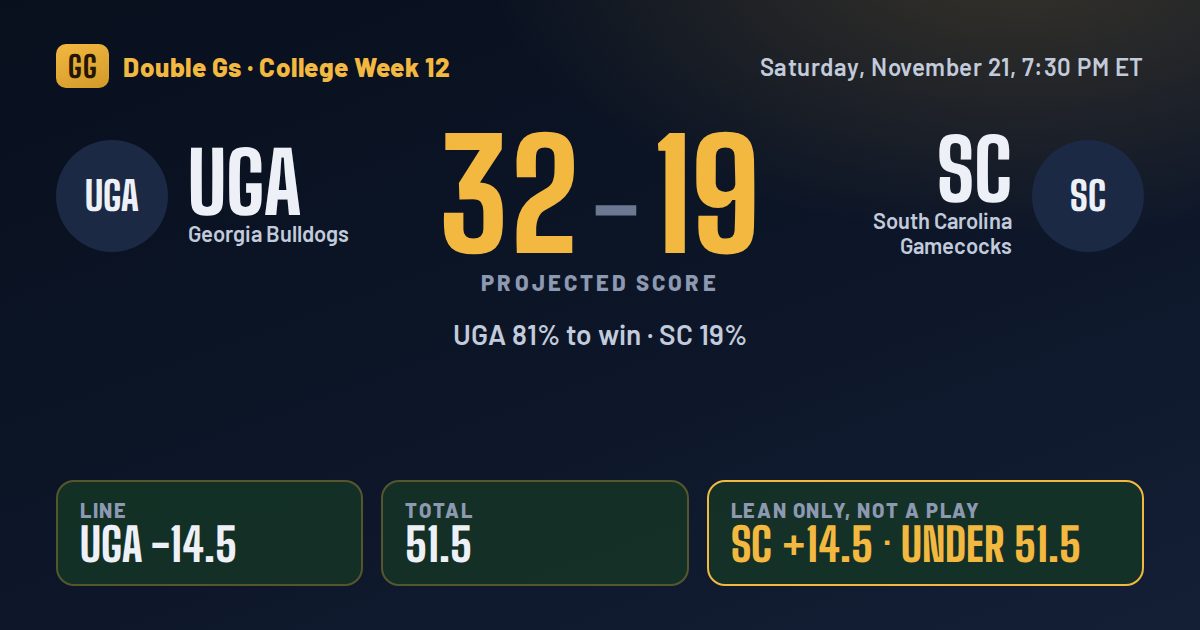 GG Double Gs · College Week 12
Saturday, November 21, 7:30 PM ET
UGA
UGA
Georgia Bulldogs
32 – 19
PROJECTED SCORE
UGA 81% to win · SC 19%
SC
South Carolina
Gamecocks
SC
LINE
UGA −14.5
TOTAL
51.5
LEAN ONLY, NOT A PLAY
SC +14.5 · UNDER 51.5